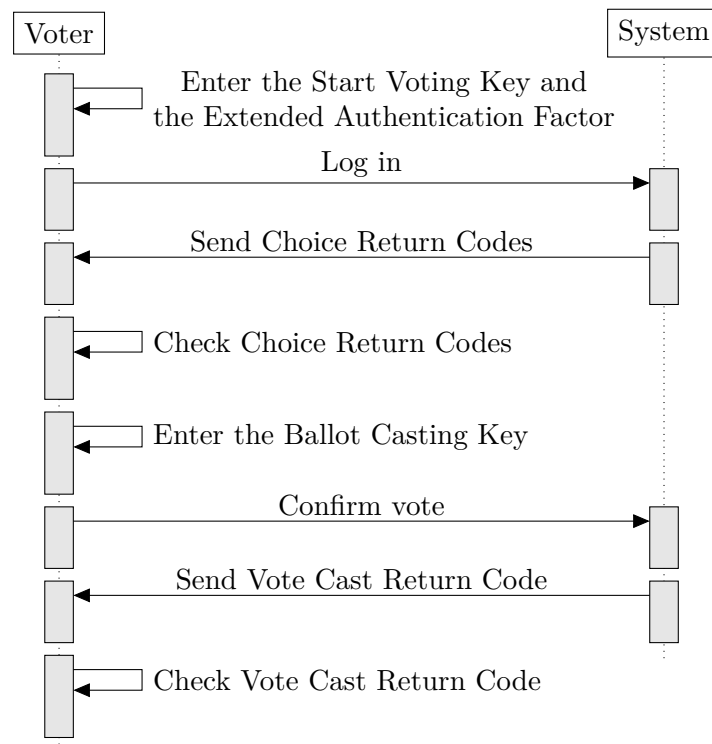 Voter
System
Enter the Start Voting Key and
the Extended Authentication Factor
Log in
Send Choice Return Codes
Check Choice Return Codes
Enter the Ballot Casting Key
Confirm vote
Send Vote Cast Return Code
Check Vote Cast Return Code